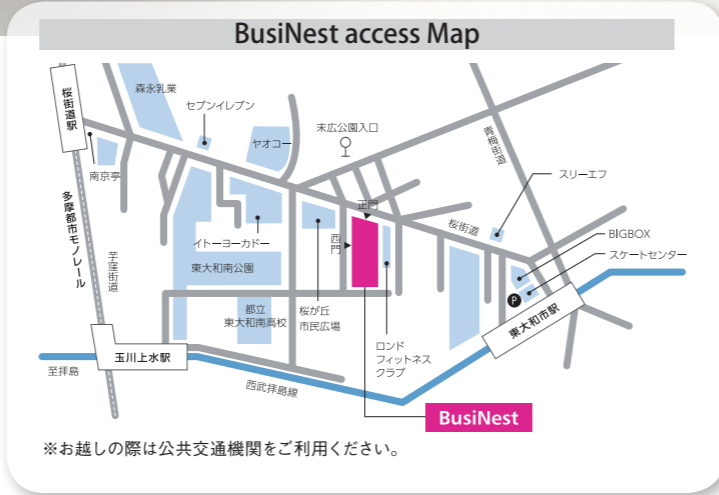 BusiNest access Map
森永乳業
桜街道駅
セブンイレブン
ヤオコー
末広公園入口
青梅街道
南京亭
スリーエフ
多摩都市モノレール
芋窪街道
イトーヨーカドー
正門
西門
桜街道
BIGBOX
スケートセンター
東大和南公園
P
都立
東大和南高校
桜が丘
市民広場
東大和市駅
ロンド
フィットネス
クラブ
玉川上水駅
至拝島
西武拝島線
BusiNest
※お越しの際は公共交通機関をご利用ください。